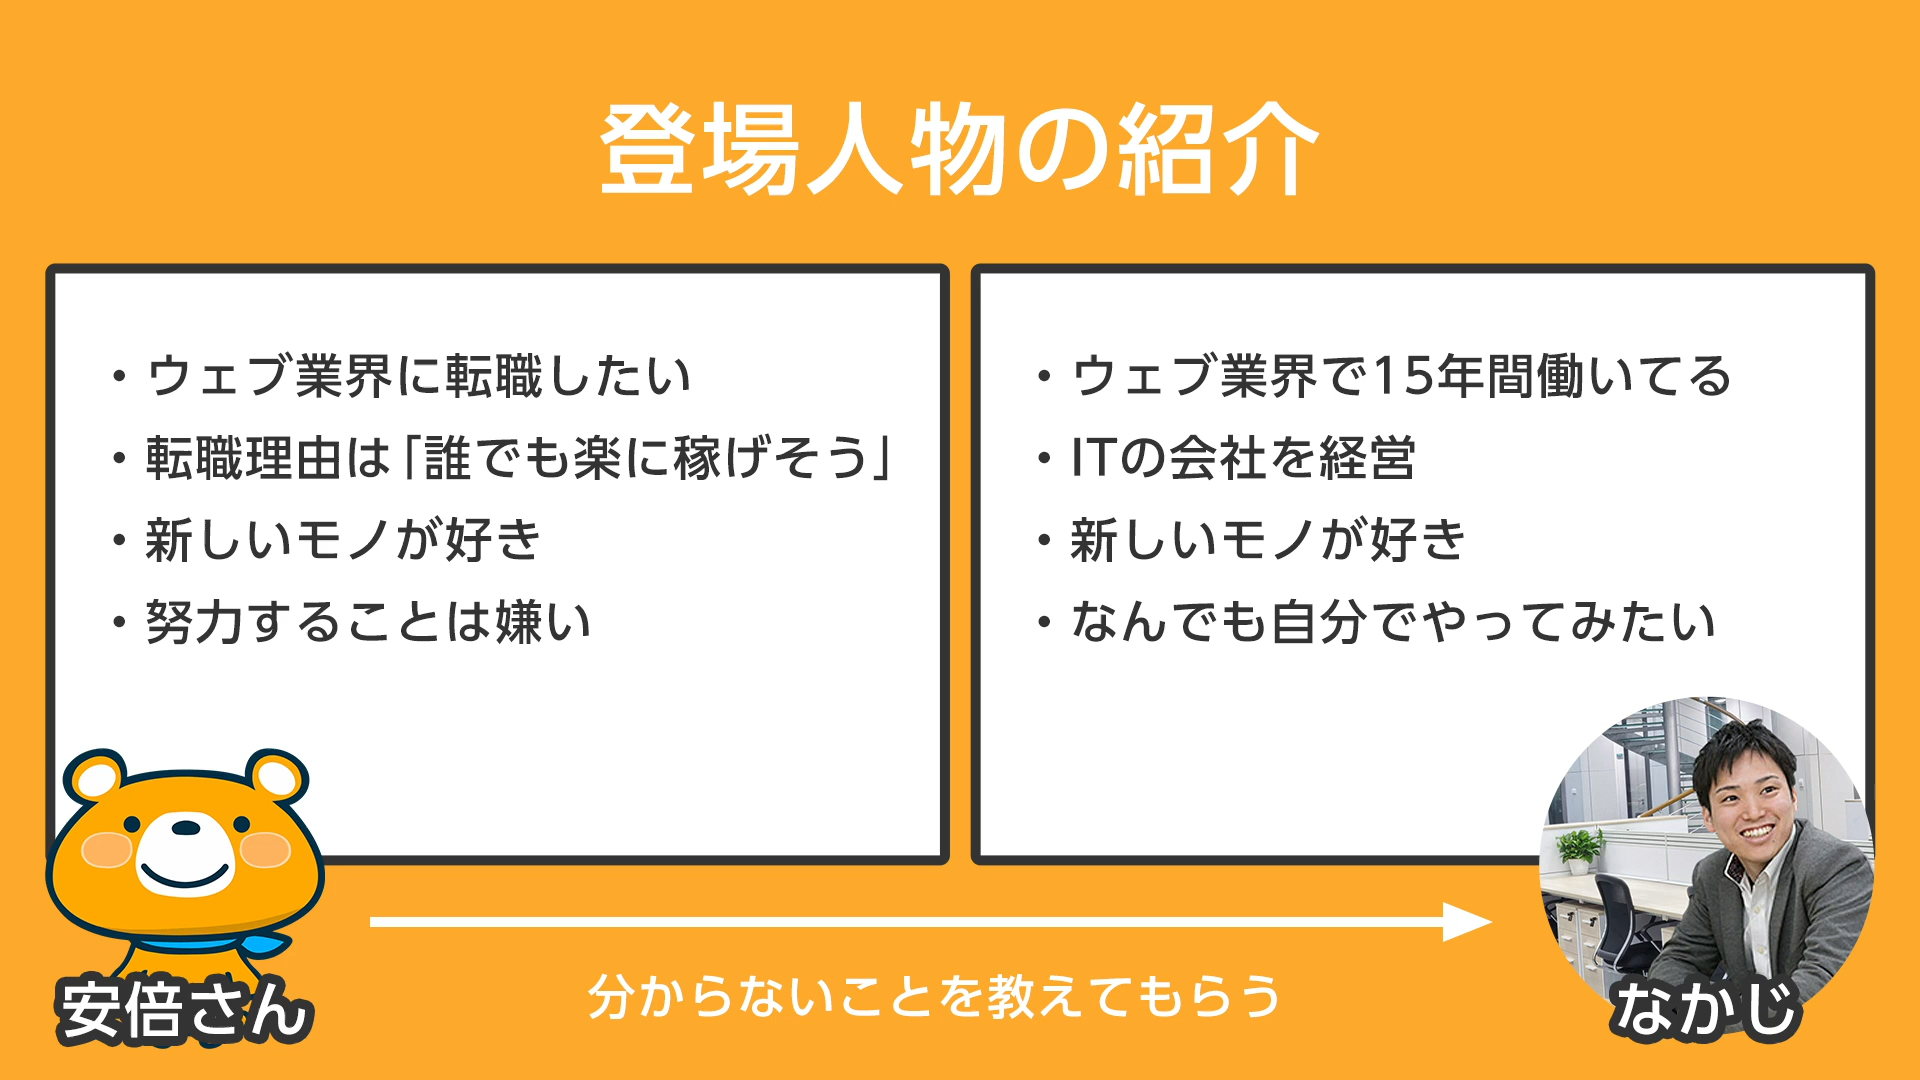 登場人物の紹介
・ウェブ業界に転職したい
・転職理由は「誰でも楽に稼げそう」
・新しいモノが好き
・努力することは嫌い
・ウェブ業界で15年間働いてる
・ITの会社を経営
・新しいモノが好き
・なんでも自分でやってみたい
安倍さん
分からないことを教えてもらう
なかじ